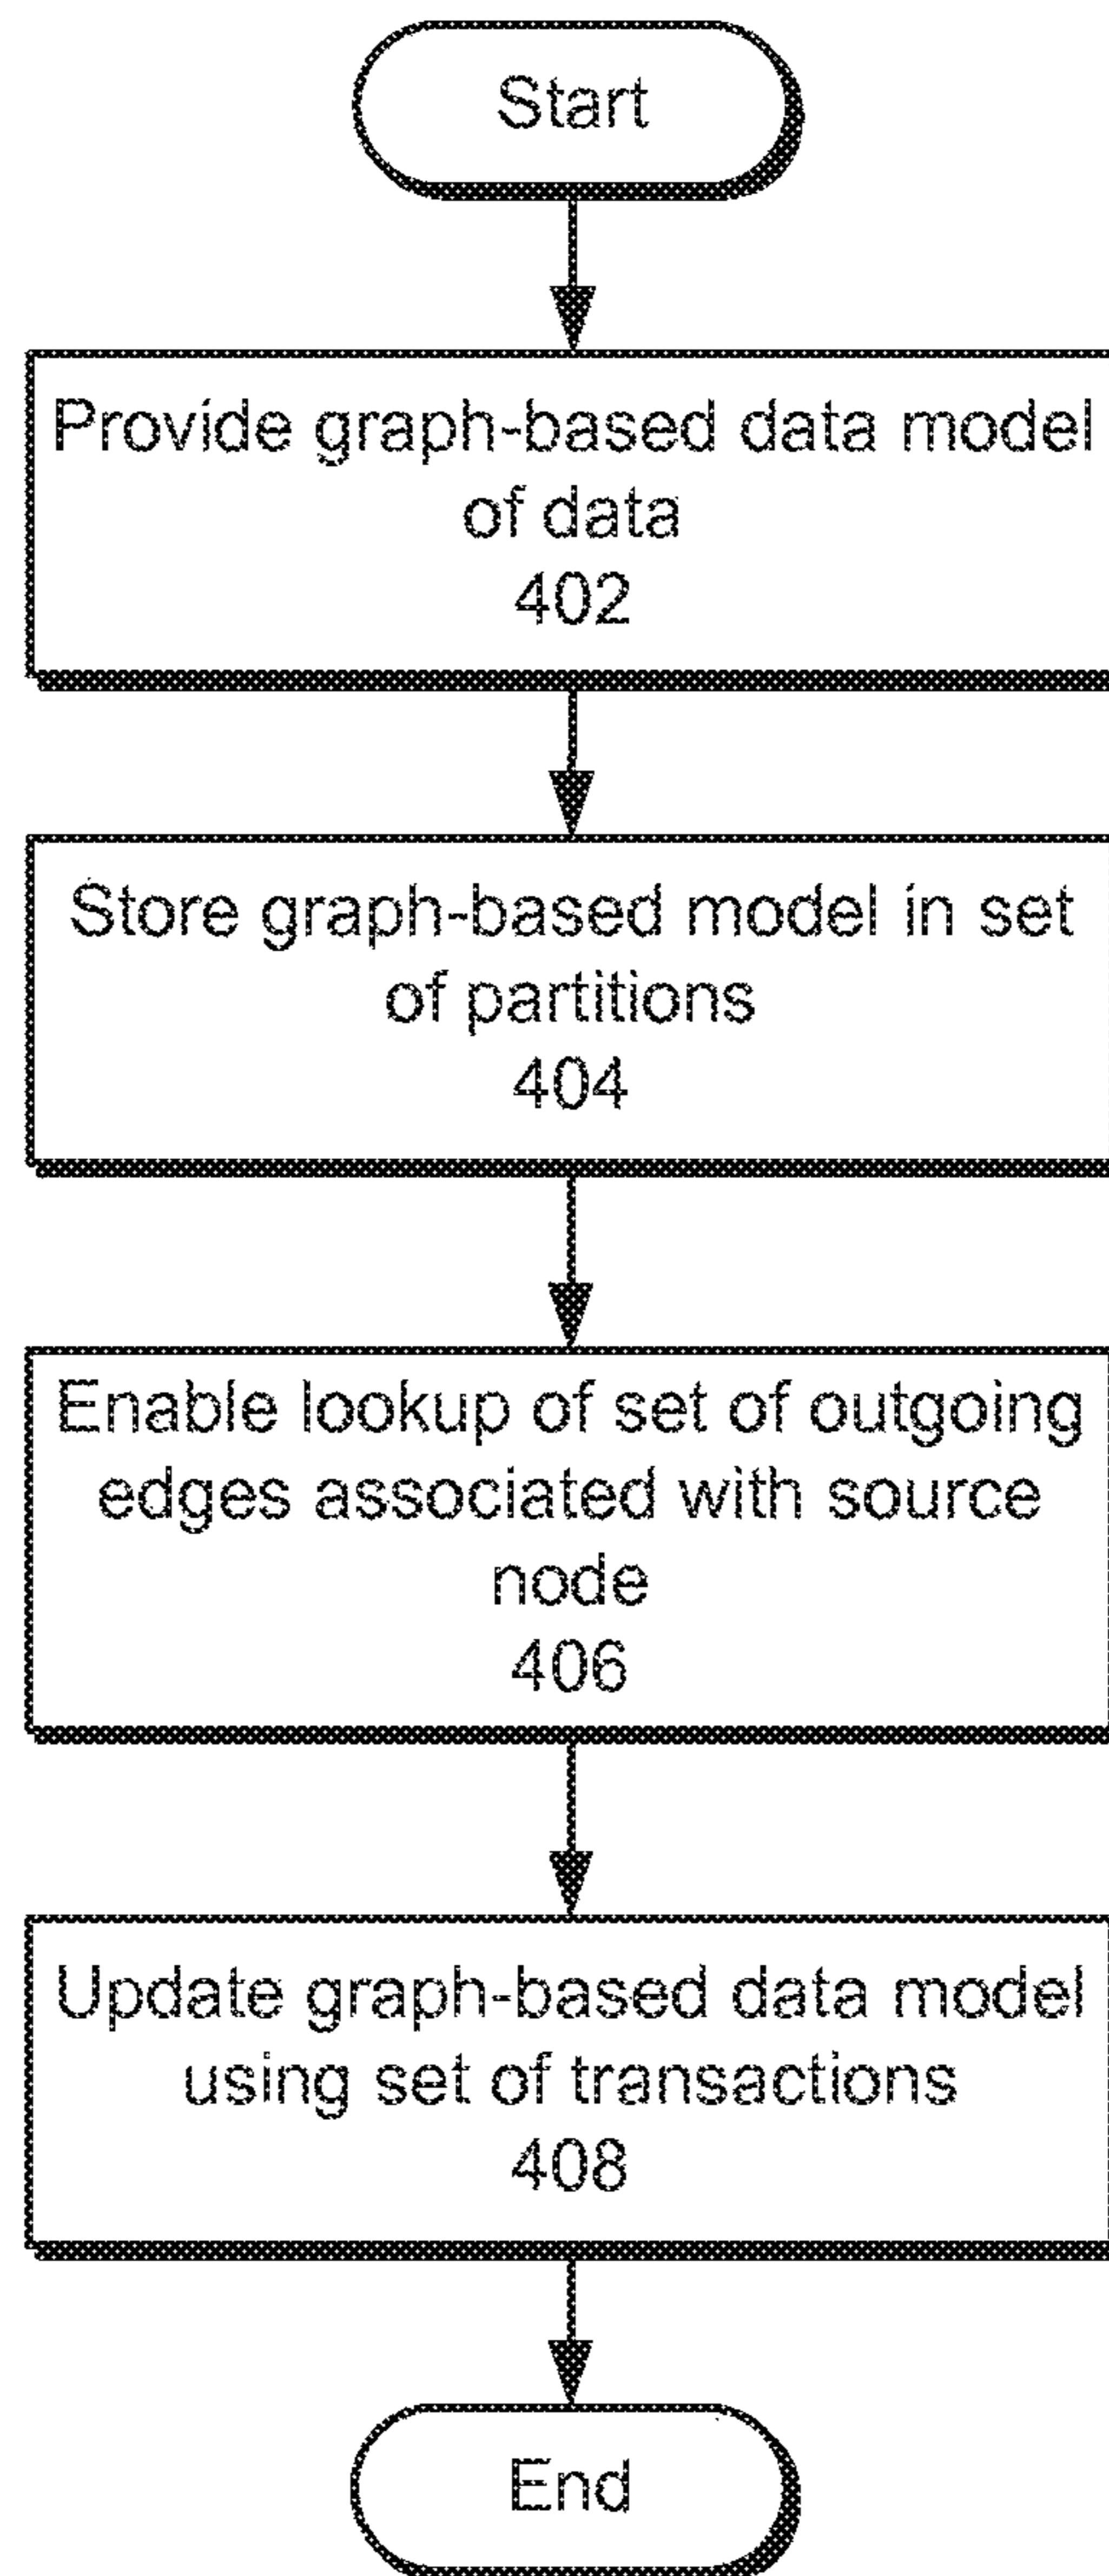 Start
Provide graph-based data model
of data
402
Store graph-based model in set
of partitions
404
Enable lookup of set of outgoing
edges associated with source
node
406
Update graph-based data model
using set of transactions
408
End